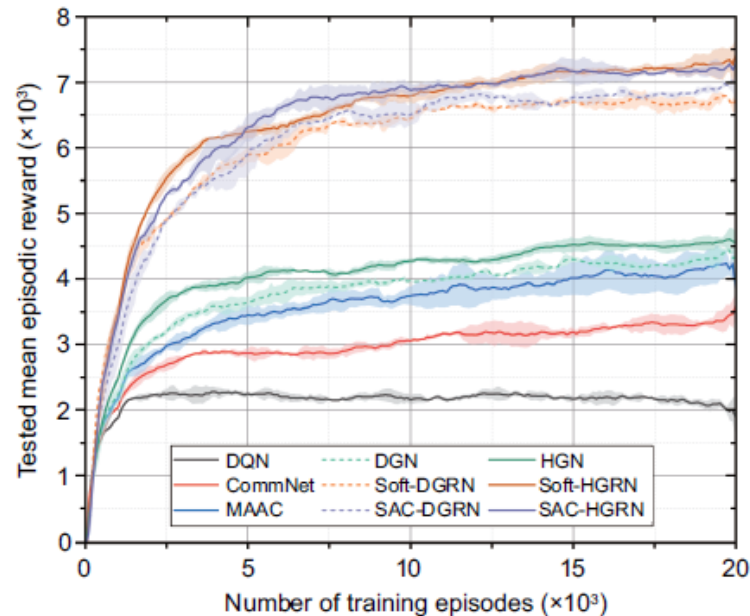 8
7
6
5
4
3
2
1
0
Tested mean episodic reward (×10³)
DQN DGN HGN
CommNet Soft-DGRN Soft-HGRN
MAAC SAC-DGRN SAC-HGRN
0 5 10 15 20
Number of training episodes (×10³)